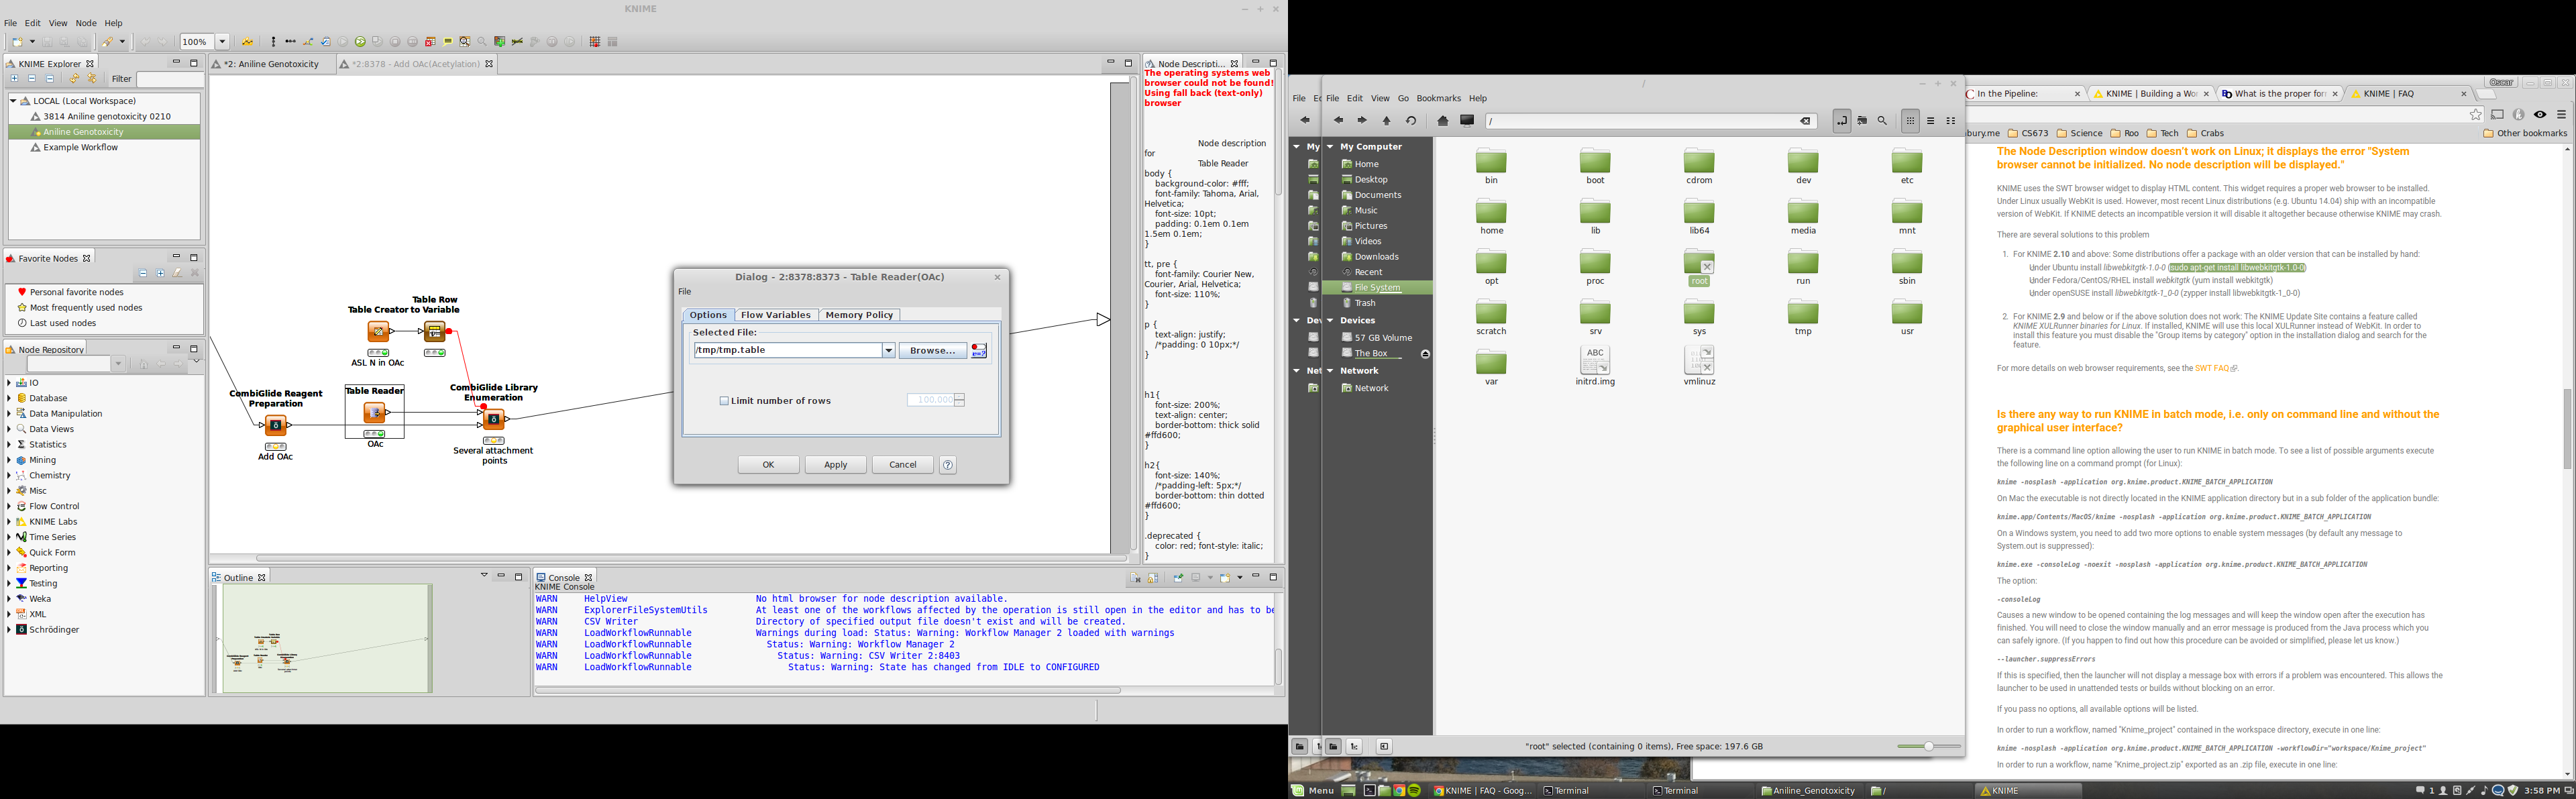 KNIME
File Edit View Node Help
100%
KNIME Explorer
Filter
LOCAL (Local Workspace)
3814 Aniline genotoxicity 0210
Aniline Genotoxicity
Example Workflow
Favorite Nodes
Personal favorite nodes
Most frequently used nodes
Last used nodes
Node Repository
IO
Database
Data Manipulation
Data Views
Statistics
Mining
Chemistry
Misc
Flow Control
KNIME Labs
Time Series
Quick Form
Reporting
Testing
Weka
XML
Schrödinger
*2: Aniline Genotoxicity
*2:8378 - Add OAc(Acetylation)
Table Row
Table Creator to Variable
ASL N in OAc
CombiGlide Reagent
Preparation
Add OAc
Table Reader
OAc
CombiGlide Library
Enumeration
Several attachment
points
Dialog - 2:8378:8373 - Table Reader(OAc)
File
Options
Flow Variables
Memory Policy
Selected File:
/tmp/tmp.table
Browse...
Limit number of rows
100,000
OK
Apply
Cancel
Node Descripti...
The operating systems web
browser could not be found!
Using fall back (text-only)
browser
Node description
for
Table Reader
body {
background-color: #fff;
font-family: Tahoma, Arial,
Helvetica;
font-size: 10pt;
padding: 0.1em 0.1em
1.5em 0.1em;
}
tt, pre {
font-family: Courier New,
Courier, Arial, Helvetica;
font-size: 110%;
}
p {
text-align: justify;
/*padding: 0 10px;*/
}
h1{
font-size: 200%;
text-align: center;
border-bottom: thick solid
#ffd600;
}
h2{
font-size: 140%;
/*padding-left: 5px;*/
border-bottom: thin dotted
#ffd600;
}
.deprecated {
color: red; font-style: italic;
}
Outline
Console
KNIME Console
WARN HelpView No html browser for node description available.
WARN ExplorerFileSystemUtils At least one of the workflows affected by the operation is still open in the editor and has to be
WARN CSV Writer Directory of specified output file doesn't exist and will be created.
WARN LoadWorkflowRunnable Warnings during load: Status: Warning: Workflow Manager 2 loaded with warnings
WARN LoadWorkflowRunnable Status: Warning: Workflow Manager 2
WARN LoadWorkflowRunnable Status: Warning: CSV Writer 2:8403
WARN LoadWorkflowRunnable Status: Warning: State has changed from IDLE to CONFIGURED
/
File Ed
File Edit View Go Bookmarks Help
/
My
Dev
Net
My Computer
Home
Desktop
Documents
Music
Pictures
Videos
Downloads
Recent
File System
Trash
Devices
57 GB Volume
The Box
Network
Network
bin boot cdrom dev etc
home lib lib64 media mnt
opt proc root run sbin
scratch srv sys tmp usr
ABC
var initrd.img vmlinuz
"root" selected (containing 0 items), Free space: 197.6 GB
Oscar
In the Pipeline:
KNIME | Building a Wo
What is the proper for
KNIME | FAQ
bury.me CS673 Science Roo Tech Crabs Other bookmarks
The Node Description window doesn't work on Linux; it displays the error "System
browser cannot be initialized. No node description will be displayed."
KNIME uses the SWT browser widget to display HTML content. This widget requires a proper web browser to be installed.
Under Linux usually WebKit is used. However, most recent Linux distributions (e.g. Ubuntu 14.04) ship with an incompatible
version of WebKit. If KNIME detects an incompatible version it will disable it altogether because otherwise KNIME may crash.
There are several solutions to this problem
1. For KNIME 2.10 and above: Some distributions offer a package with an older version that can be installed by hand:
Under Ubuntu install libwebkitgtk-1.0-0 (sudo apt-get install libwebkitgtk-1.0-0)
Under Fedora/CentOS/RHEL install webkitgtk (yum install webkitgtk)
Under openSUSE install libwebkitgtk-1_0-0 (zypper install libwebkitgtk-1_0-0)
2. For KNIME 2.9 and below or if the above solution does not work: The KNIME Update Site contains a feature called
KNIME XULRunner binaries for Linux. If installed, KNIME will use this local XULRunner instead of WebKit. In order to
install this feature you must disable the "Group items by category" option in the installation dialog and search for the
feature.
For more details on web browser requirements, see the SWT FAQ.
Is there any way to run KNIME in batch mode, i.e. only on command line and without the
graphical user interface?
There is a command line option allowing the user to run KNIME in batch mode. To see a list of possible arguments execute
the following line on a command prompt (for Linux):
knime -nosplash -application org.knime.product.KNIME_BATCH_APPLICATION
On Mac the executable is not directly located in the KNIME application directory but in a sub folder of the application bundle:
knime.app/Contents/MacOS/knime -nosplash -application org.knime.product.KNIME_BATCH_APPLICATION
On a Windows system, you need to add two more options to enable system messages (by default any message to
System.out is suppressed):
knime.exe -consoleLog -noexit -nosplash -application org.knime.product.KNIME_BATCH_APPLICATION
The option:
-consoleLog
Causes a new window to be opened containing the log messages and will keep the window open after the execution has
finished. You will need to close the window manually and an error message is produced from the Java process which you
can safely ignore. (If you happen to find out how this procedure can be avoided or simplified, please let us know.)
--launcher.suppressErrors
If this is specified, then the launcher will not display a message box with errors if a problem was encountered. This allows the
launcher to be used in unattended tests or builds without blocking on an error.
If you pass no options, all available options will be listed.
In order to run a workflow, named "Knime_project" contained in the workspace directory, execute in one line:
knime -nosplash -application org.knime.product.KNIME_BATCH_APPLICATION -workflowDir="workspace/Knime_project"
In order to run a workflow, name "Knime_project.zip" exported as an .zip file, execute in one line:
Menu
KNIME | FAQ - Goog...
Terminal
Terminal
Aniline_Genotoxicity
/
KNIME
1
3:58 PM